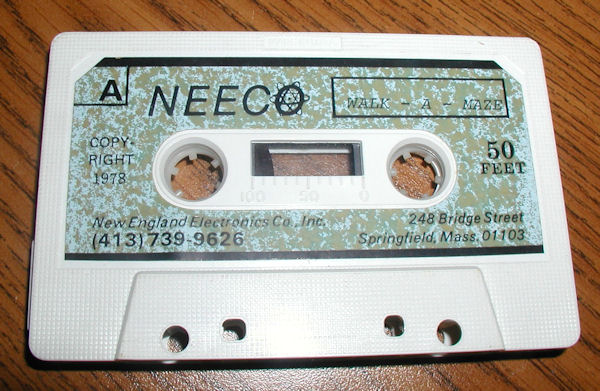 A
NEECO
WALK - A - MAZE
COPY-
RIGHT
1978
50
FEET
100 50 0
New England Electronics Co., Inc.
(413) 739-9626
248 Bridge Street
Springfield, Mass. 01103